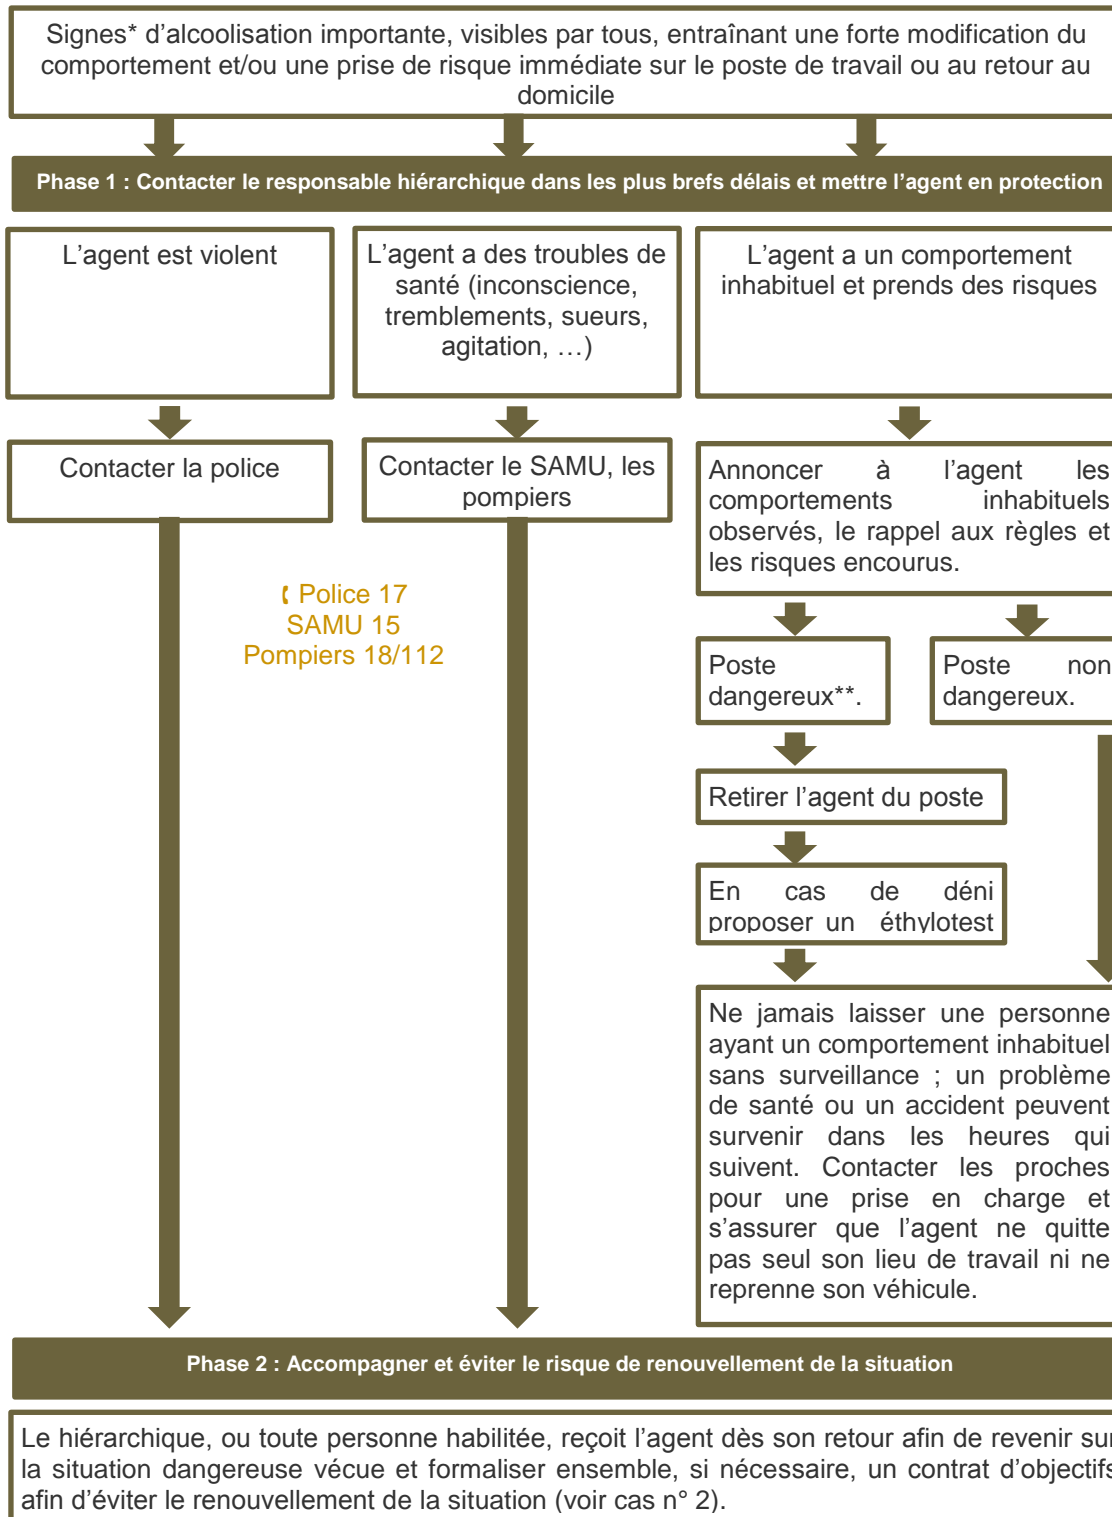 Signes* d’alcoolisation importante, visibles par tous, entraînant une forte modification du
comportement et/ou une prise de risque immédiate sur le poste de travail ou au retour au
domicile
Phase 1 : Contacter le responsable hiérarchique dans les plus brefs délais et mettre l’agent en protection
L’agent est violent
L’agent a des troubles de
santé (inconscience,
tremblements, sueurs,
agitation, …)
L’agent a un comportement
inhabituel et prends des risques
Contacter la police
Contacter le SAMU, les
pompiers
Annoncer à l’agent les
comportements inhabituels
observés, le rappel aux règles et
les risques encourus.
Police 17
SAMU 15
Pompiers 18/112
Poste
dangereux**.
Poste non
dangereux.
Retirer l’agent du poste
En cas de déni
proposer un éthylotest
Ne jamais laisser une personne
ayant un comportement inhabituel
sans surveillance ; un problème
de santé ou un accident peuvent
survenir dans les heures qui
suivent. Contacter les proches
pour une prise en charge et
s’assurer que l’agent ne quitte
pas seul son lieu de travail ni ne
reprenne son véhicule.
Phase 2 : Accompagner et éviter le risque de renouvellement de la situation
Le hiérarchique, ou toute personne habilitée, reçoit l’agent dès son retour afin de revenir sur
la situation dangereuse vécue et formaliser ensemble, si nécessaire, un contrat d’objectifs
afin d’éviter le renouvellement de la situation (voir cas n° 2).